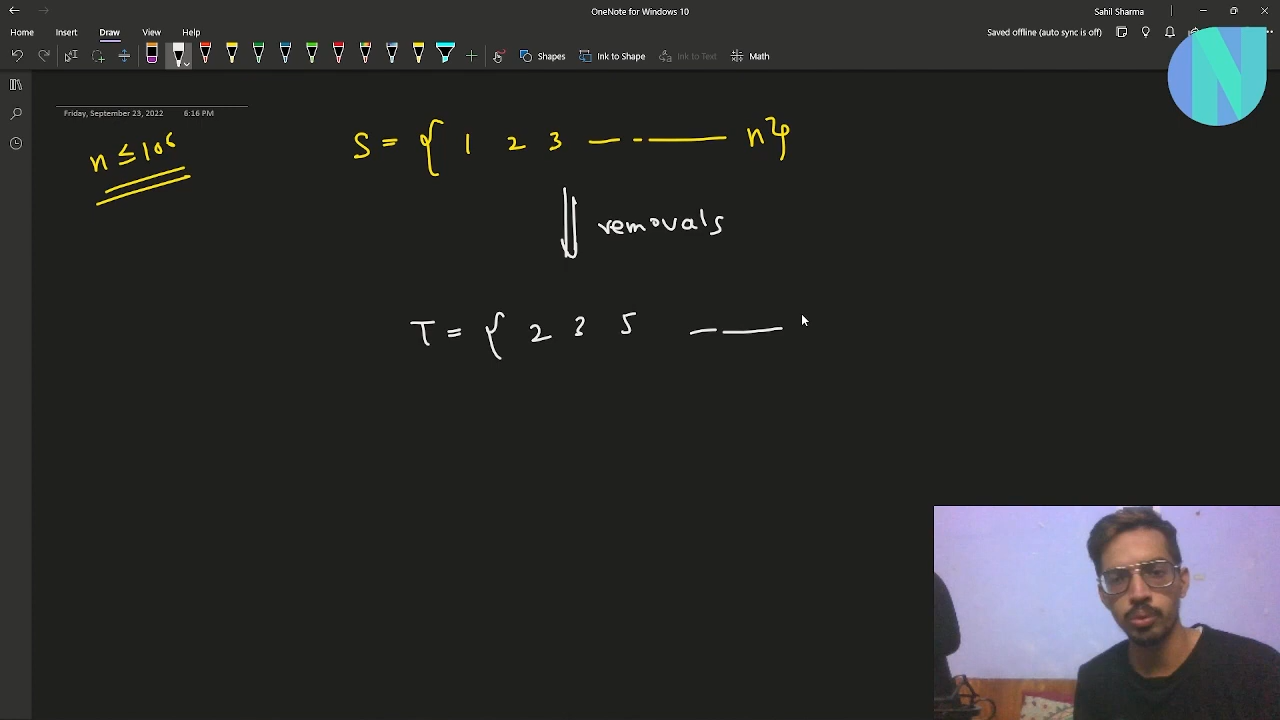 OneNote for Windows 10
Sahil Sharma
Home Insert Draw View Help
Saved offline (auto sync is off)
Shapes Ink to Shape Ink to Text Math
Friday, September 23, 2022 6:16 PM
n ≤ 10⁶
S = { 1 2 3 — - —— n }
removals
T = { 2 3 5 — ——
N